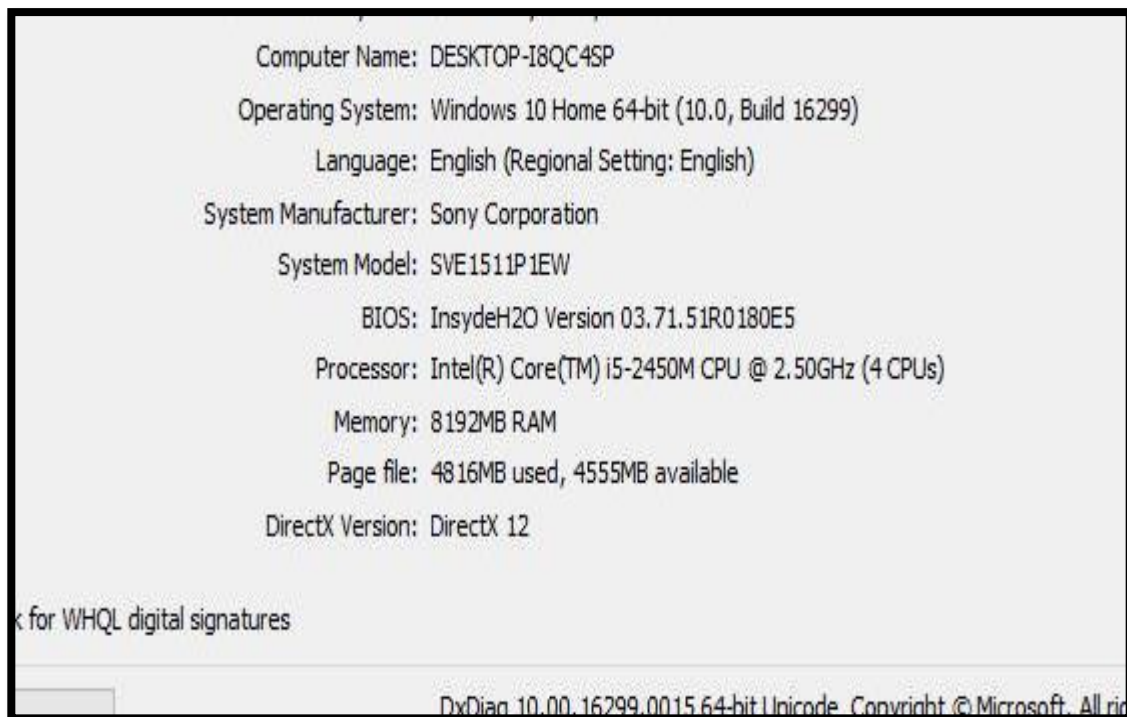 Computer Name: DESKTOP-I8QC4SP
Operating System: Windows 10 Home 64-bit (10.0, Build 16299)
Language: English (Regional Setting: English)
System Manufacturer: Sony Corporation
System Model: SVE1511P1EW
BIOS: InsydeH2O Version 03.71.51R0180E5
Processor: Intel(R) Core(TM) i5-2450M CPU @ 2.50GHz (4 CPUs)
Memory: 8192MB RAM
Page file: 4816MB used, 4555MB available
DirectX Version: DirectX 12
k for WHQL digital signatures
DxDiag 10.00.16299.0015 64-bit Unicode Copyright © Microsoft. All